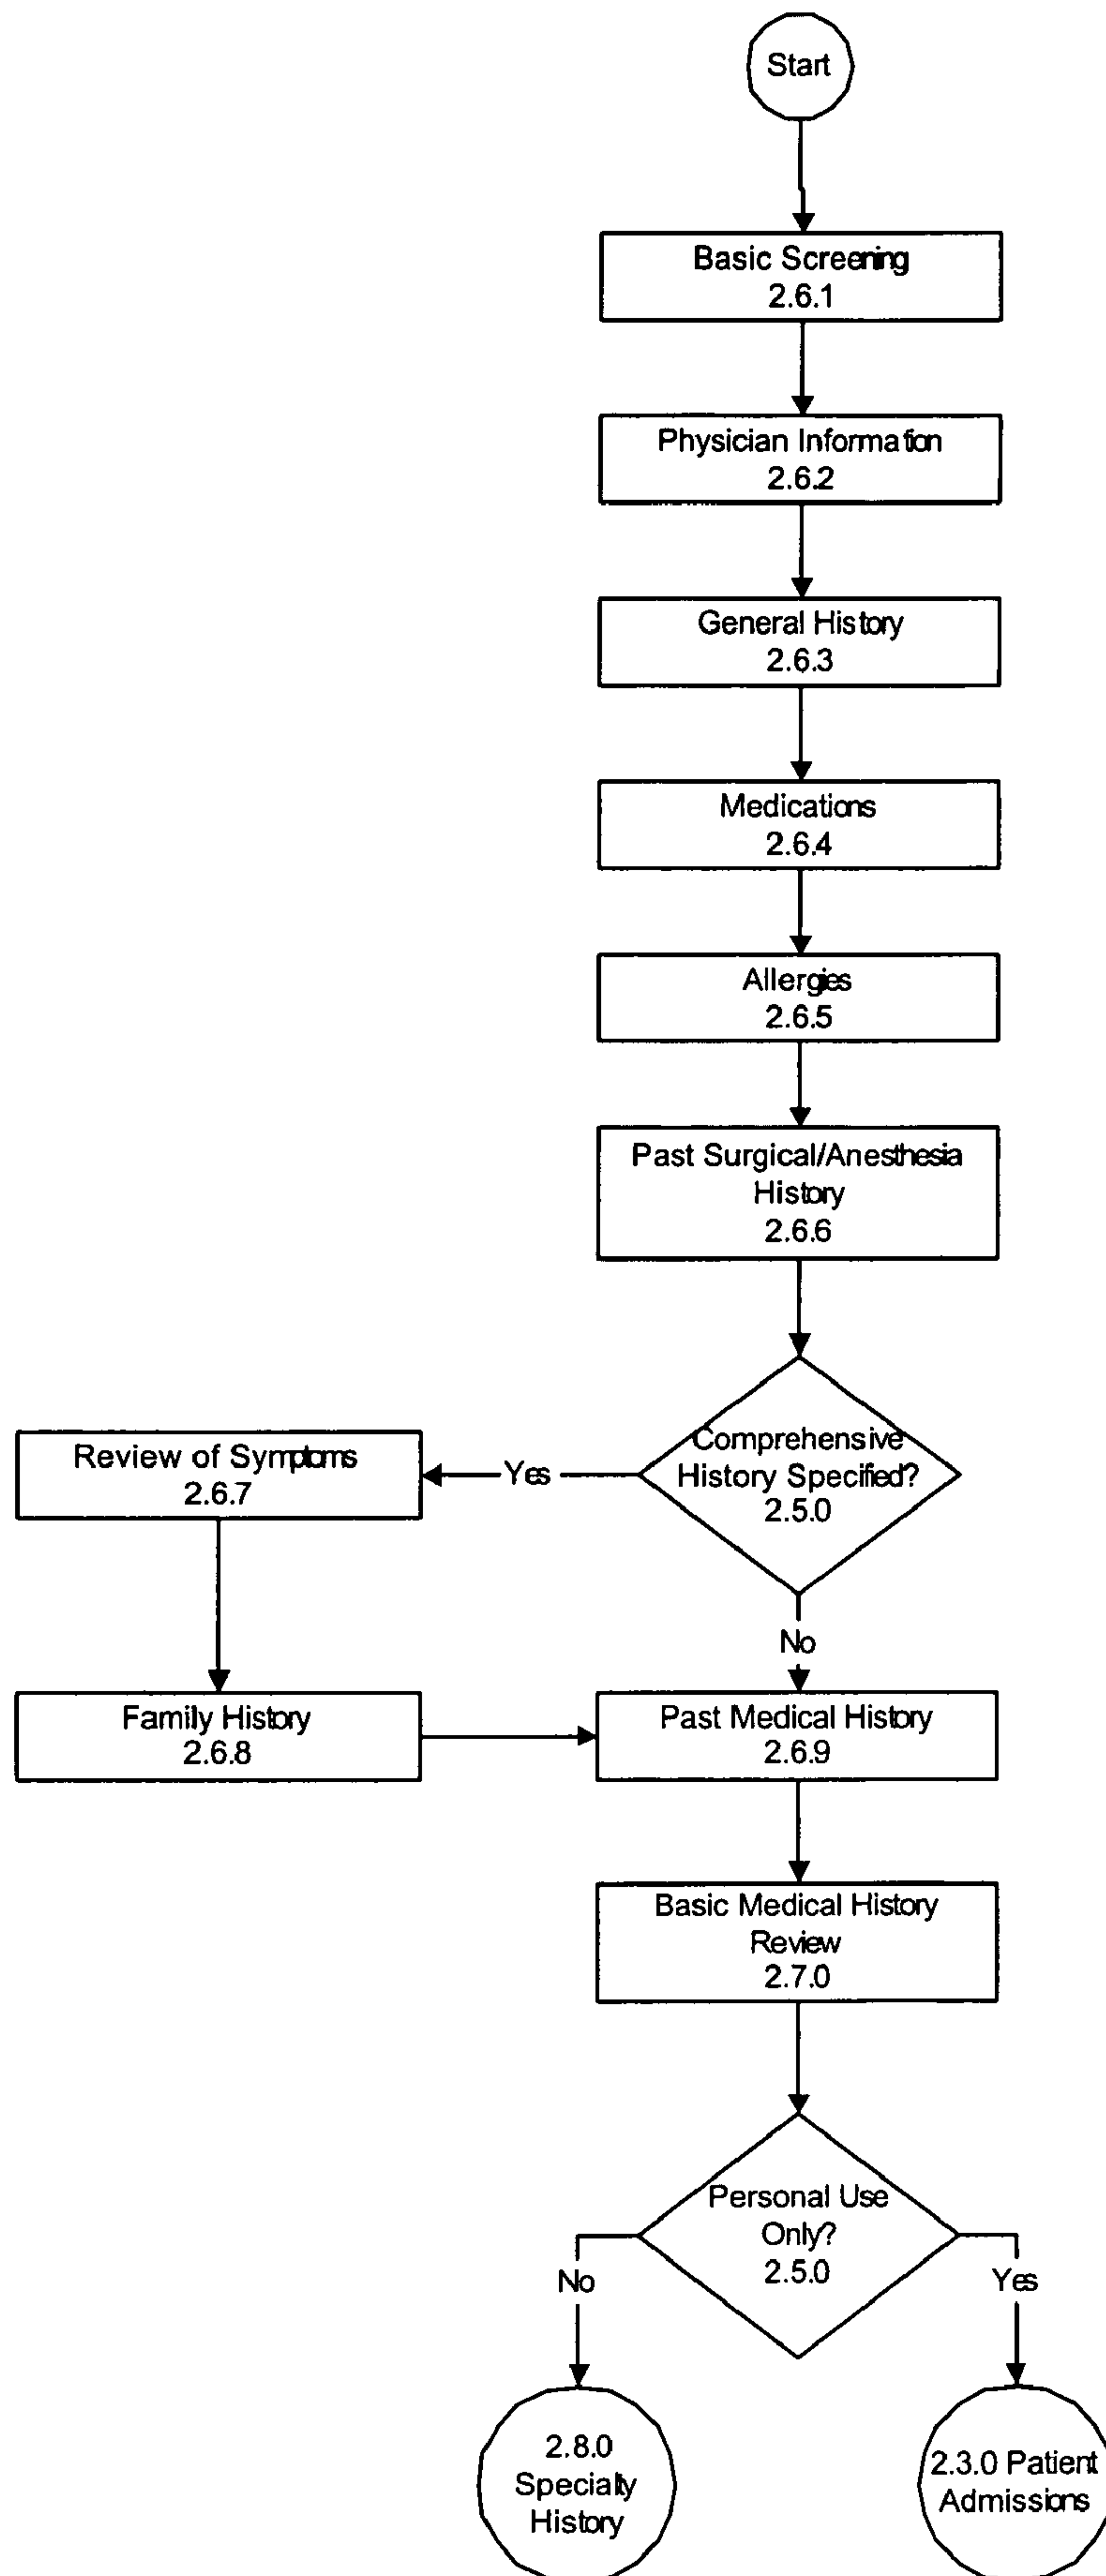 Start
Basic Screening
2.6.1
Physician Information
2.6.2
General History
2.6.3
Medications
2.6.4
Allergies
2.6.5
Past Surgical/Anesthesia
History
2.6.6
Comprehensive
History Specified?
2.5.0
Yes
Review of Symptoms
2.6.7
No
Family History
2.6.8
Past Medical History
2.6.9
Basic Medical History
Review
2.7.0
Personal Use
Only?
2.5.0
No
Yes
2.8.0
Specialty
History
2.3.0 Patient
Admissions